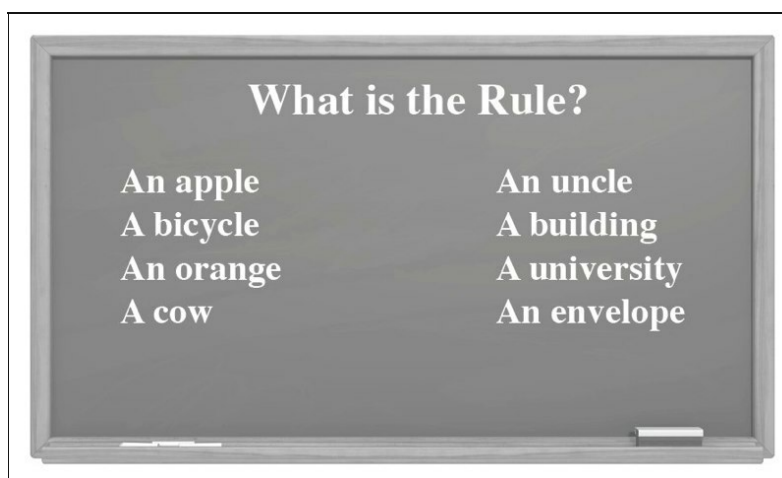 What is the Rule?
An apple
A bicycle
An orange
A cow
An uncle
A building
A university
An envelope